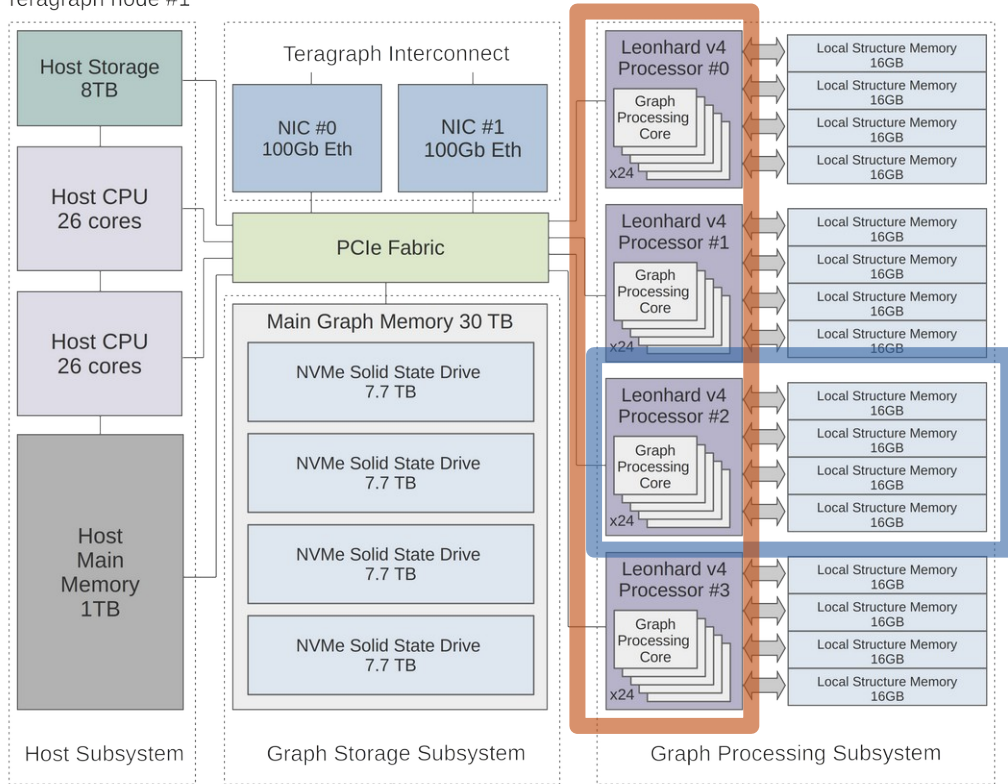 Teragraph node #1
Host Storage
8TB
Host CPU
26 cores
Host CPU
26 cores
Host
Main
Memory
1TB
Host Subsystem
Teragraph Interconnect
NIC #0
100Gb Eth
NIC #1
100Gb Eth
PCIe Fabric
Main Graph Memory 30 TB
NVMe Solid State Drive
7.7 TB
NVMe Solid State Drive
7.7 TB
NVMe Solid State Drive
7.7 TB
NVMe Solid State Drive
7.7 TB
Graph Storage Subsystem
Leonhard v4
Processor #0
Graph
Processing
Core
x24
Local Structure Memory
16GB
Local Structure Memory
16GB
Local Structure Memory
16GB
Local Structure Memory
16GB
Leonhard v4
Processor #1
Graph
Processing
Core
x24
Local Structure Memory
16GB
Local Structure Memory
16GB
Local Structure Memory
16GB
Local Structure Memory
16GB
Leonhard v4
Processor #2
Graph
Processing
Core
x24
Local Structure Memory
16GB
Local Structure Memory
16GB
Local Structure Memory
16GB
Local Structure Memory
16GB
Leonhard v4
Processor #3
Graph
Processing
Core
x24
Local Structure Memory
16GB
Local Structure Memory
16GB
Local Structure Memory
16GB
Local Structure Memory
16GB
Graph Processing Subsystem